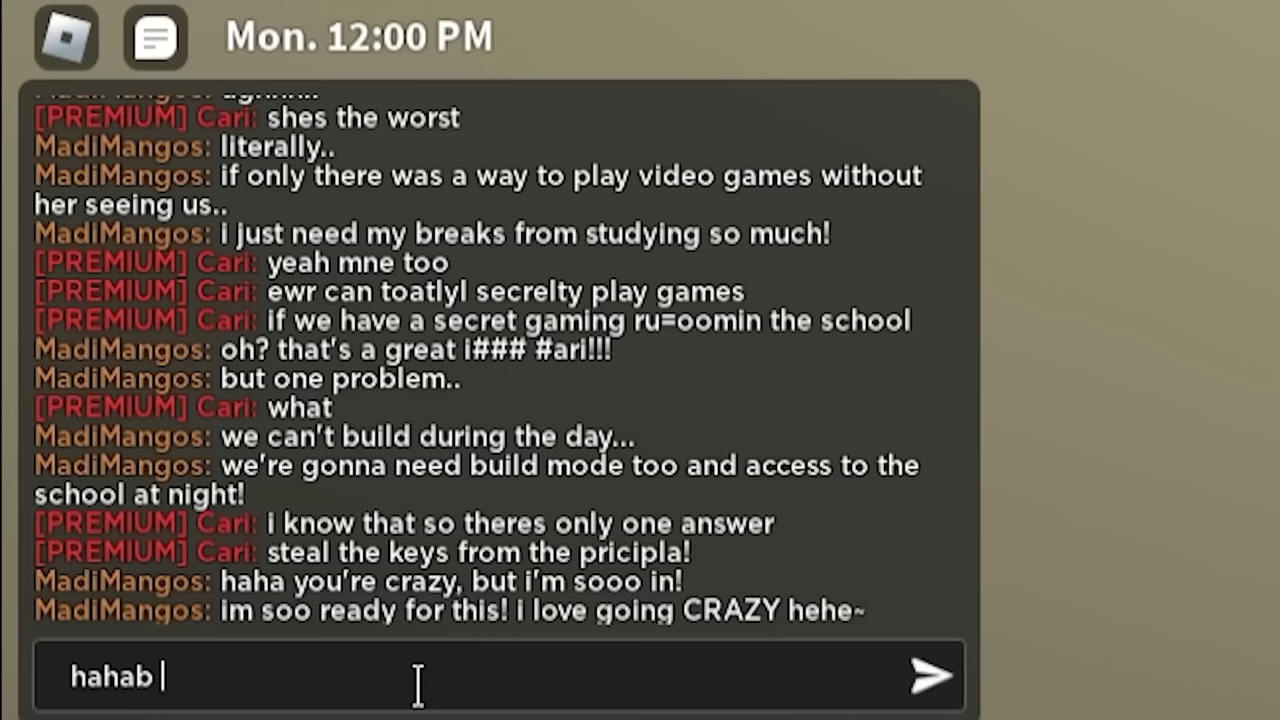 Mon. 12:00 PM
[PREMIUM] Cari: shes the worst
MadiMangos: literally..
MadiMangos: if only there was a way to play video games without
her seeing us..
MadiMangos: i just need my breaks from studying so much!
[PREMIUM] Cari: yeah mne too
[PREMIUM] Cari: ewr can toatlyl secrelty play games
[PREMIUM] Cari: if we have a secret gaming ru=oomin the school
MadiMangos: oh? that's a great i### #ari!!!
MadiMangos: but one problem..
[PREMIUM] Cari: what
MadiMangos: we can't build during the day...
MadiMangos: we're gonna need build mode too and access to the
school at night!
[PREMIUM] Cari: i know that so theres only one answer
[PREMIUM] Cari: steal the keys from the pricipla!
MadiMangos: haha you're crazy, but i'm sooo in!
MadiMangos: im soo ready for this! i love going CRAZY hehe~
hahab